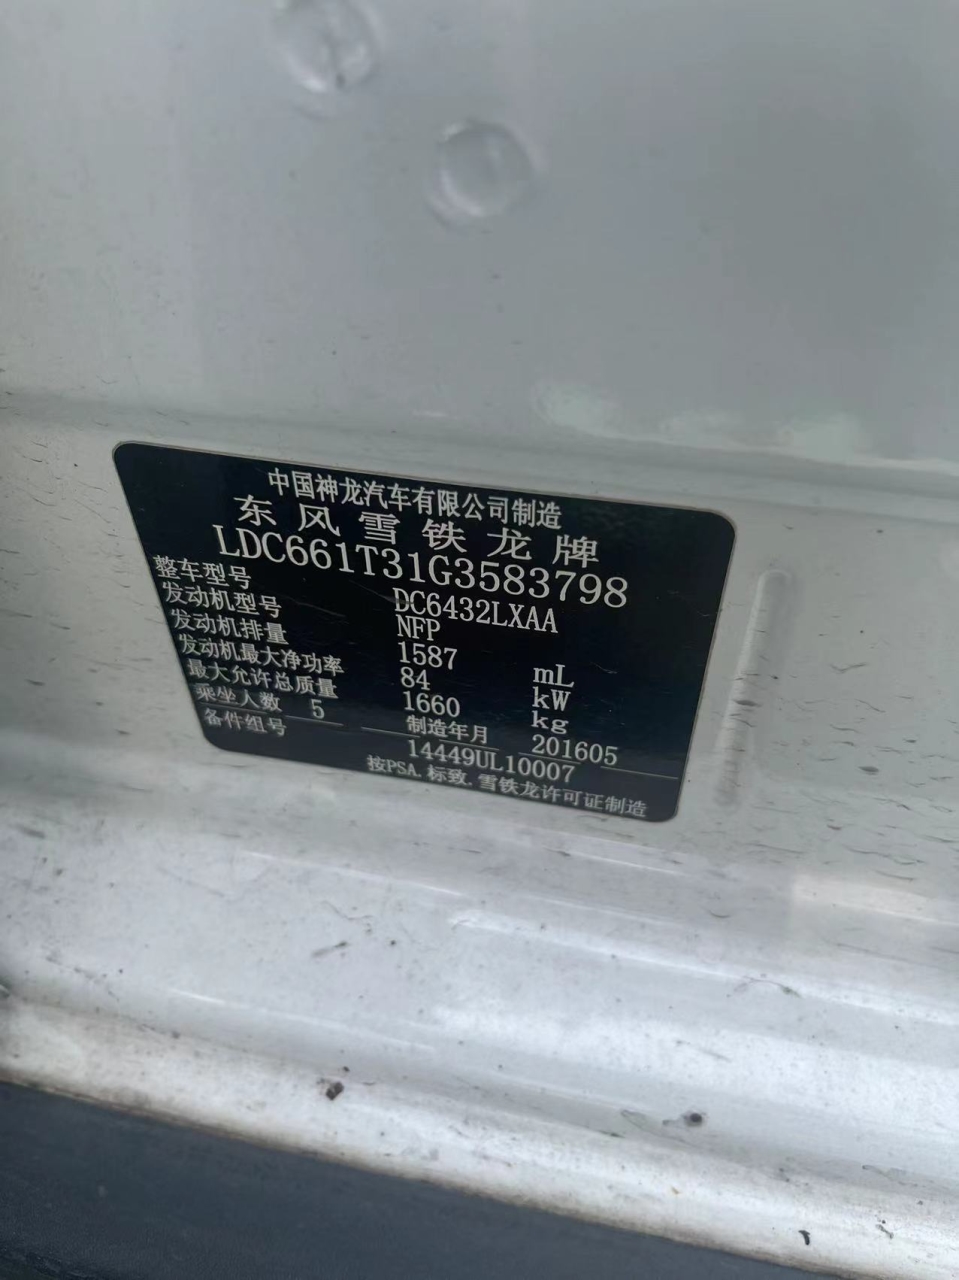 中国神龙汽车有限公司制造
东风雪铁龙牌
LDC661T31G3583798
整车型号 DC6432LXAA
发动机型号 NFP
发动机排量 1587 mL
发动机最大净功率 84 kW
最大允许总质量 1660 kg
乘坐人数 5 制造年月 201605
备件组号 14449UL10007
按PSA.标致.雪铁龙许可证制造